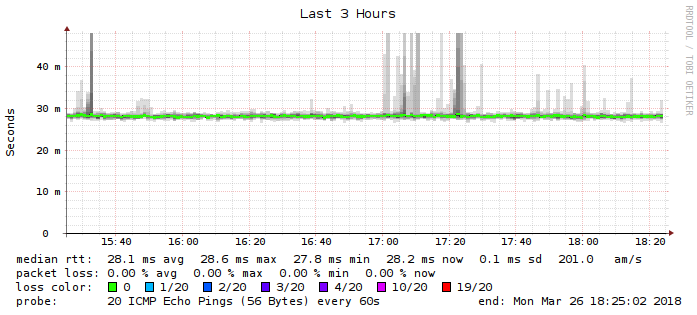 Last 3 Hours
RRDTOOL / TOBI OETIKER
Seconds
40 m
30 m
20 m
10 m
0
15:40 16:00 16:20 16:40 17:00 17:20 17:40 18:00 18:20
median rtt: 28.1 ms avg 28.6 ms max 27.8 ms min 28.2 ms now 0.1 ms sd 201.0 am/s
packet loss: 0.00 % avg 0.00 % max 0.00 % min 0.00 % now
loss color: 0 1/20 2/20 3/20 4/20 10/20 19/20
probe: 20 ICMP Echo Pings (56 Bytes) every 60s end: Mon Mar 26 18:25:02 2018